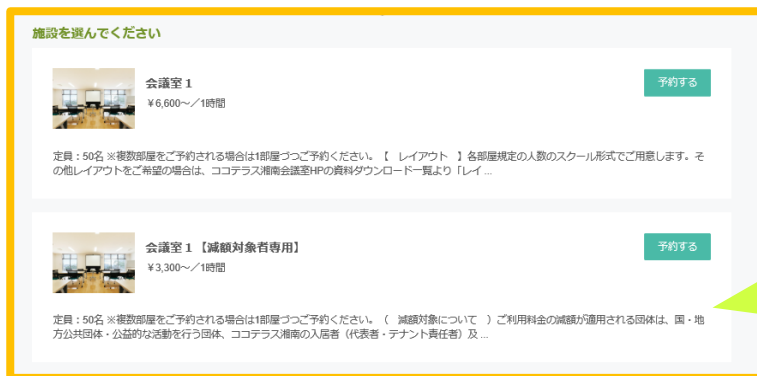 施設を選んでください
会議室１
￥6,600～／1時間
予約する
定員：50名 ※複数部屋をご予約される場合は1部屋づつご予約ください。【　レイアウト　】各部屋規定の人数のスクール形式でご用意します。そ
の他レイアウトをご希望の場合は、ココテラス湘南会議室HPの資料ダウンロード一覧より「レイ ...
会議室１【減額対象者専用】
￥3,300～／1時間
予約する
定員：50名 ※複数部屋をご予約される場合は1部屋づつご予約ください。（　減額対象について　）ご利用料金の減額が適用される団体は、国・地
方公共団体・公益的な活動を行う団体、ココテラス湘南の入居者（代表者・テナント責任者）及 ...